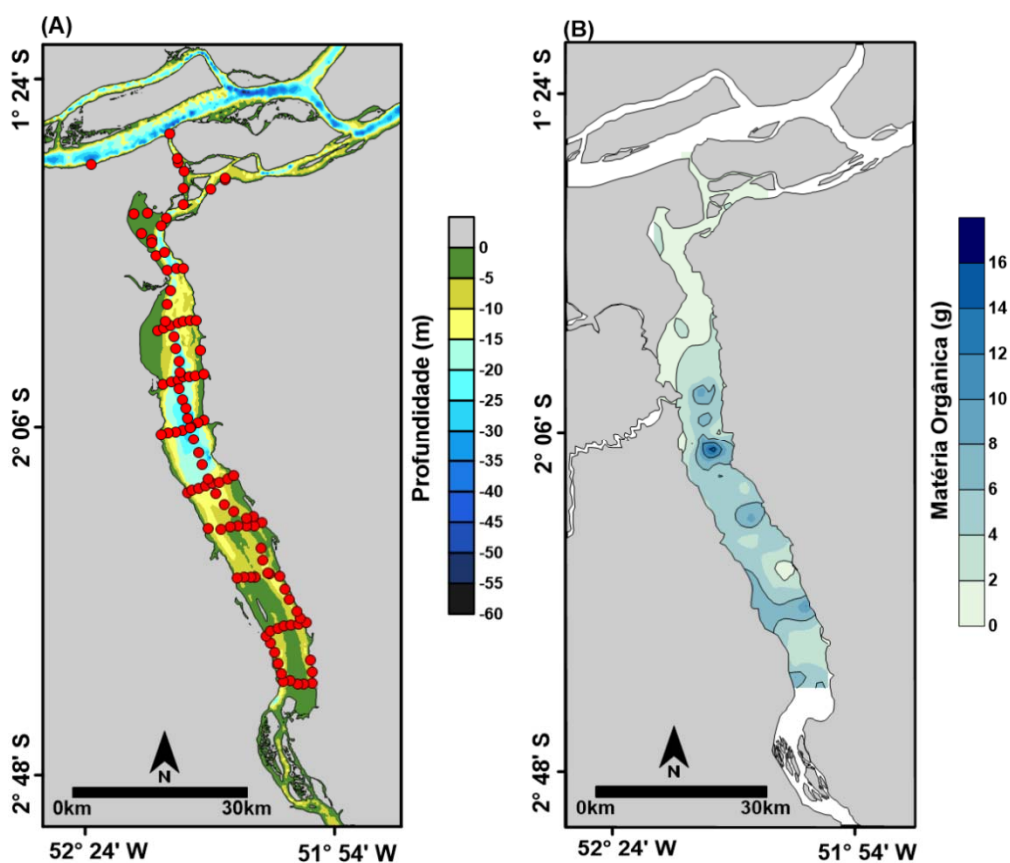 (A)
(B)
1° 24' S
2° 06' S
2° 48' S
52° 24' W
51° 54' W
N
0km
30km
Profundidade (m)
0
-5
-10
-15
-20
-25
-30
-35
-40
-45
-50
-55
-60
1° 24' S
2° 06' S
2° 48' S
52° 24' W
51° 54' W
N
0km
30km
Matéria Orgânica (g)
16
14
12
10
8
6
4
2
0